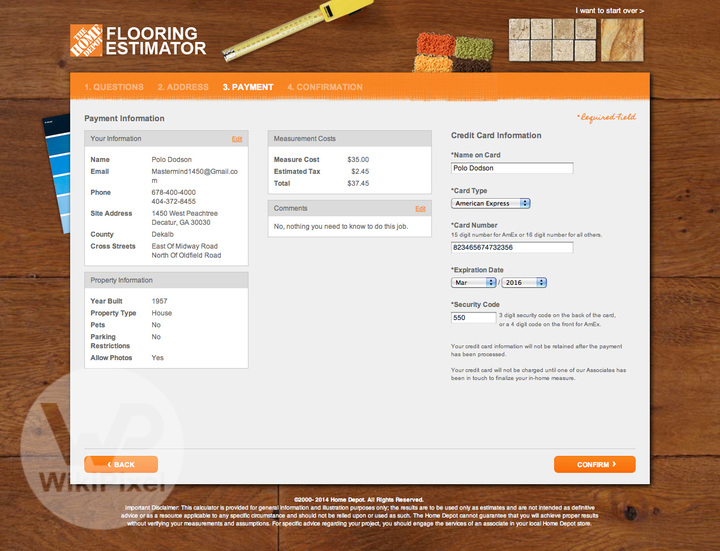 I want to start over >
THE HOME DEPOT
FLOORING
ESTIMATOR
1. QUESTIONS 2. ADDRESS 3. PAYMENT 4. CONFIRMATION
Payment Information
*Required Field
Your Information Edit
Name Polo Dodson
Email Mastermind1450@Gmail.co
m
Phone 678-400-4000
404-372-8455
Site Address 1450 West Peachtree
Decatur, GA 30030
County Dekalb
Cross Streets East Of Midway Road
North Of Oldfield Road
Property Information
Year Built 1957
Property Type House
Pets No
Parking No
Restrictions
Allow Photos Yes
Measurement Costs
Measure Cost $35.00
Estimated Tax $2.45
Total $37.45
Comments Edit
No, nothing you need to know to do this job.
Credit Card Information
*Name on Card
Polo Dodson
*Card Type
American Express
*Card Number
15 digit number for AmEx or 16 digit number for all others.
823465674732356
*Expiration Date
Mar / 2016
*Security Code
550 3 digit security code on the back of the card,
or a 4 digit code on the front for AmEx.
Your credit card information will not be retained after the payment
has been processed.
Your credit card will not be charged until one of our Associates has
been in touch to finalize your in-home measure.
‹ BACK
CONFIRM ›
WikiPixel
©2000- 2014 Home Depot. All Rights Reserved.
Important Disclaimer: This calculator is provided for general information and illustration purposes only; the results are to be used only as estimates and are not intended as definitive
advice or as a resource applicable to any specific circumstance and should not be relied upon or used as such. The Home Depot cannot guarantee that you will achieve proper results
without verifying your measurements and assumptions. For specific advice regarding your project, you should engage the services of an associate in your local Home Depot store.